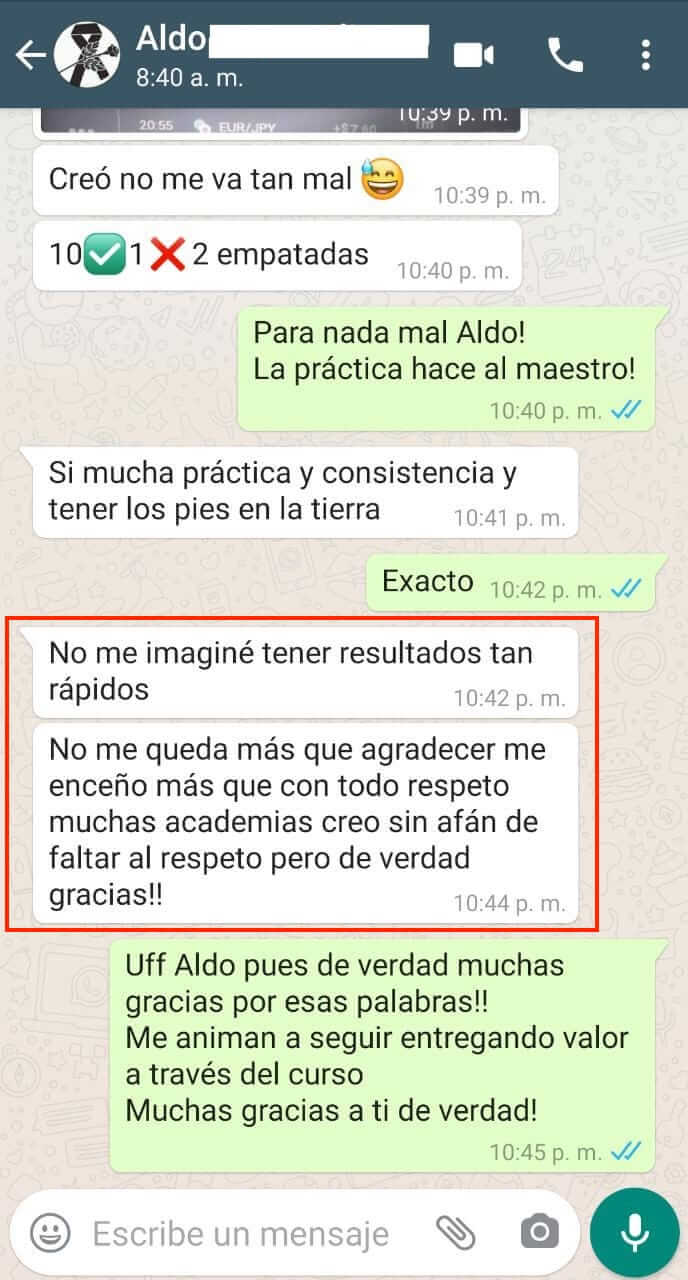 Aldo
8:40 a. m.
20:55 EUR/JPY +$7.60 1m
10:39 p. m.
Creó no me va tan mal 😅 10:39 p. m.
10✅1❌2 empatadas 10:40 p. m.
Para nada mal Aldo!
La práctica hace al maestro!
10:40 p. m.
Si mucha práctica y consistencia y
tener los pies en la tierra 10:41 p. m.
Exacto 10:42 p. m.
No me imaginé tener resultados tan
rápidos 10:42 p. m.
No me queda más que agradecer me
enceño más que con todo respeto
muchas academias creo sin afán de
faltar al respeto pero de verdad
gracias!! 10:44 p. m.
Uff Aldo pues de verdad muchas
gracias por esas palabras!!
Me animan a seguir entregando valor
a través del curso
Muchas gracias a ti de verdad!
10:45 p. m.
Escribe un mensaje